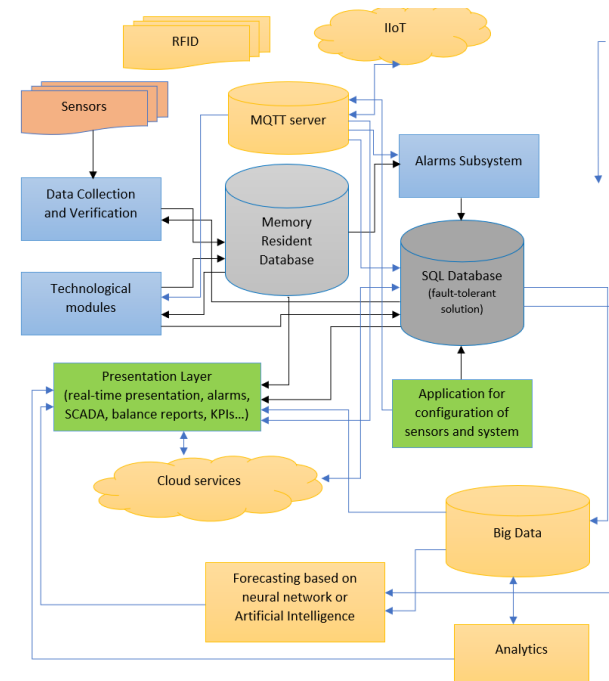 RFID
IIoT
Sensors
MQTT server
Alarms Subsystem
Data Collection
and Verification
Memory
Resident
Database
SQL Database
(fault-tolerant
solution)
Technological
modules
Presentation Layer
(real-time presentation, alarms,
SCADA, balance reports, KPIs...)
Application for
configuration of
sensors and system
Cloud services
Big Data
Forecasting based on
neural network or
Artificial Intelligence
Analytics